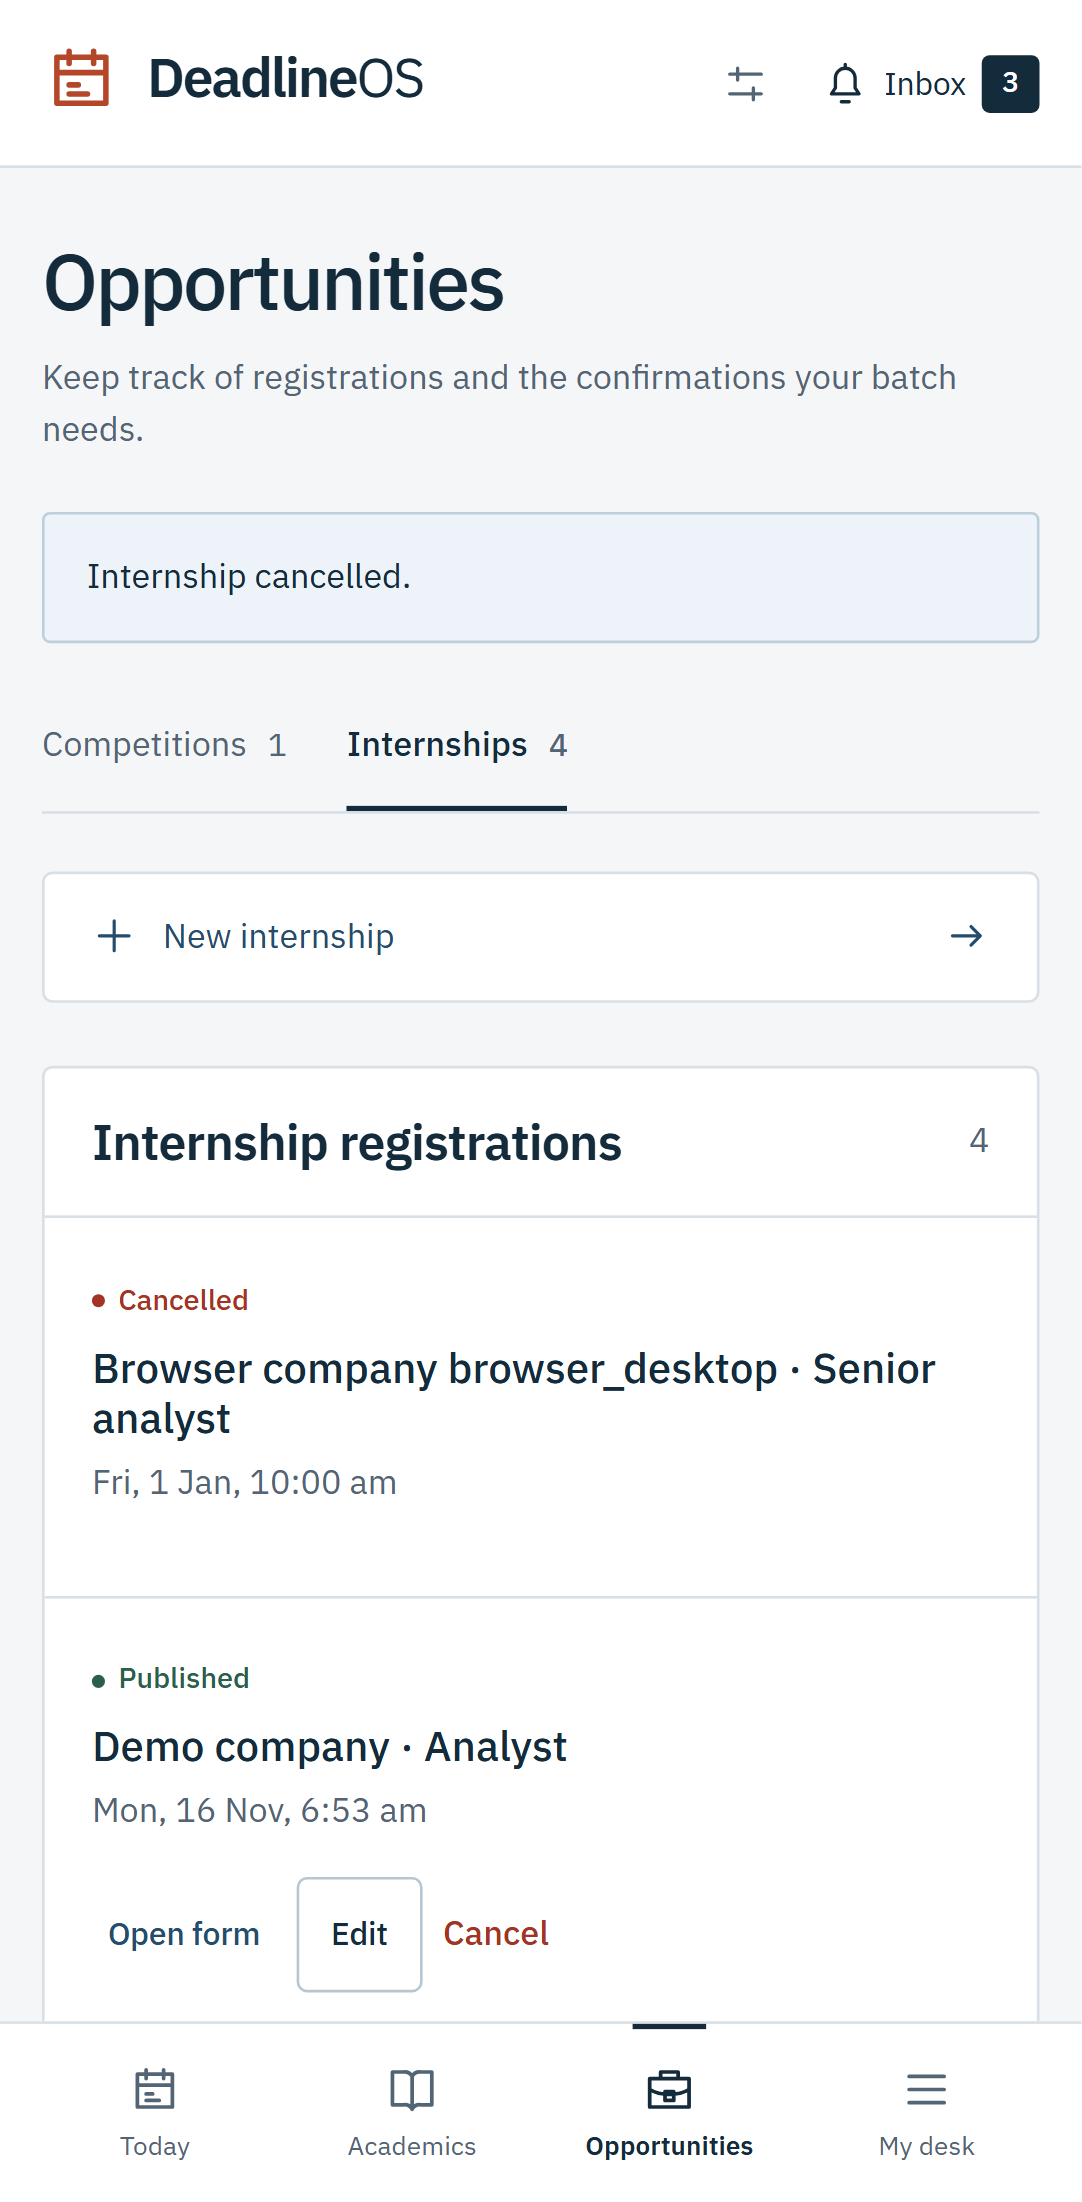 DeadlineOS
Inbox 3
Opportunities
Keep track of registrations and the confirmations your batch
needs.
Internship cancelled.
Competitions 1 Internships 4
New internship
Internship registrations 4
Cancelled
Browser company browser_desktop · Senior
analyst
Fri, 1 Jan, 10:00 am
Published
Demo company · Analyst
Mon, 16 Nov, 6:53 am
Open form Edit Cancel
Today Academics Opportunities My desk